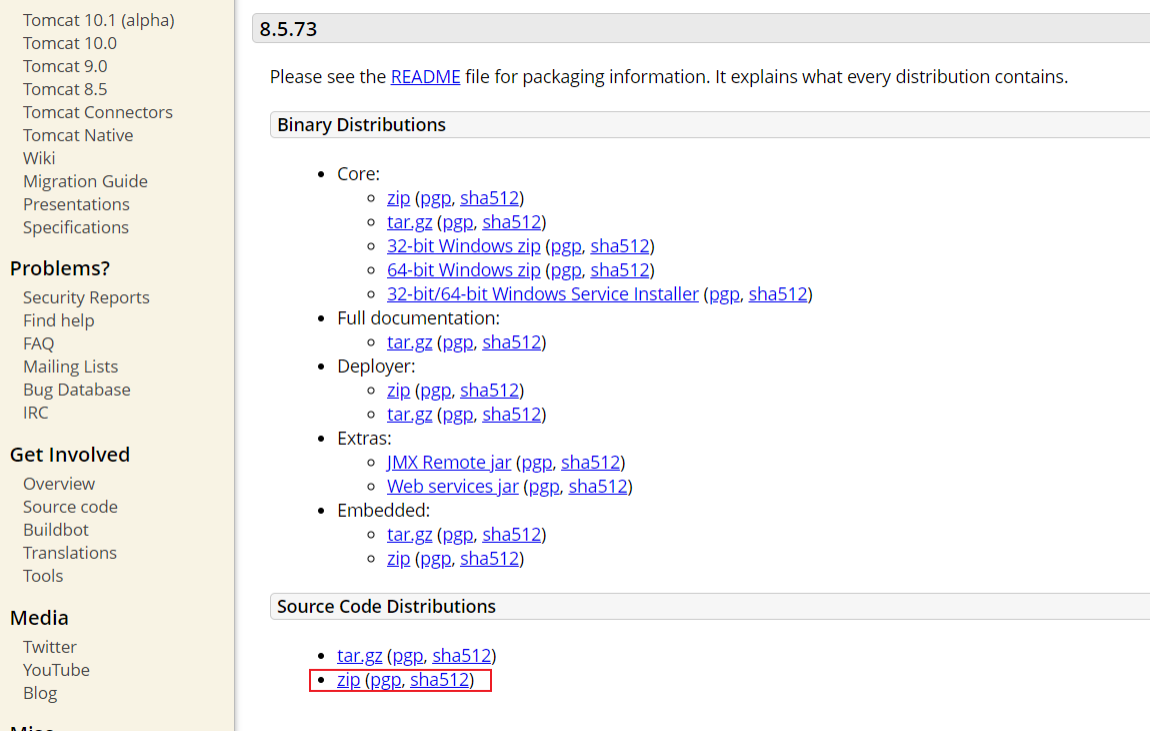 Tomcat 10.1 (alpha)
Tomcat 10.0
Tomcat 9.0
Tomcat 8.5
Tomcat Connectors
Tomcat Native
Wiki
Migration Guide
Presentations
Specifications
Problems?
Security Reports
Find help
FAQ
Mailing Lists
Bug Database
IRC
Get Involved
Overview
Source code
Buildbot
Translations
Tools
Media
Twitter
YouTube
Blog
8.5.73
Please see the README file for packaging information. It explains what every distribution contains.
Binary Distributions
• Core:
zip (pgp, sha512)
tar.gz (pgp, sha512)
32-bit Windows zip (pgp, sha512)
64-bit Windows zip (pgp, sha512)
32-bit/64-bit Windows Service Installer (pgp, sha512)
• Full documentation:
tar.gz (pgp, sha512)
• Deployer:
zip (pgp, sha512)
tar.gz (pgp, sha512)
• Extras:
JMX Remote jar (pgp, sha512)
Web services jar (pgp, sha512)
• Embedded:
tar.gz (pgp, sha512)
zip (pgp, sha512)
Source Code Distributions
• tar.gz (pgp, sha512)
• zip (pgp, sha512)